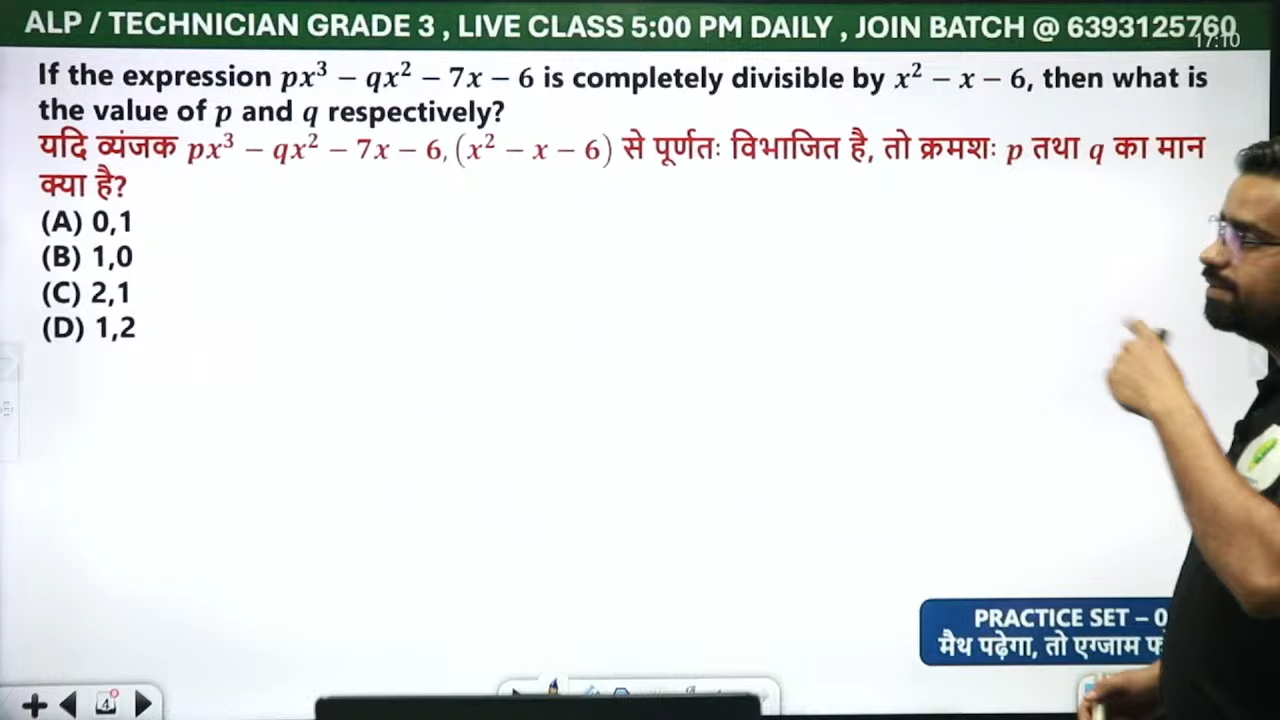 ALP / TECHNICIAN GRADE 3 , LIVE CLASS 5:00 PM DAILY , JOIN BATCH @ 6393125760
17:10
If the expression px³ − qx² − 7x − 6 is completely divisible by x² − x − 6, then what is
the value of p and q respectively?
यदि व्यंजक px³ − qx² − 7x − 6, (x² − x − 6) से पूर्णतः विभाजित है, तो क्रमशः p तथा q का मान
क्या है?
(A) 0,1
(B) 1,0
(C) 2,1
(D) 1,2
PRACTICE SET – 0
मैथ पढ़ेगा, तो एग्जाम
4